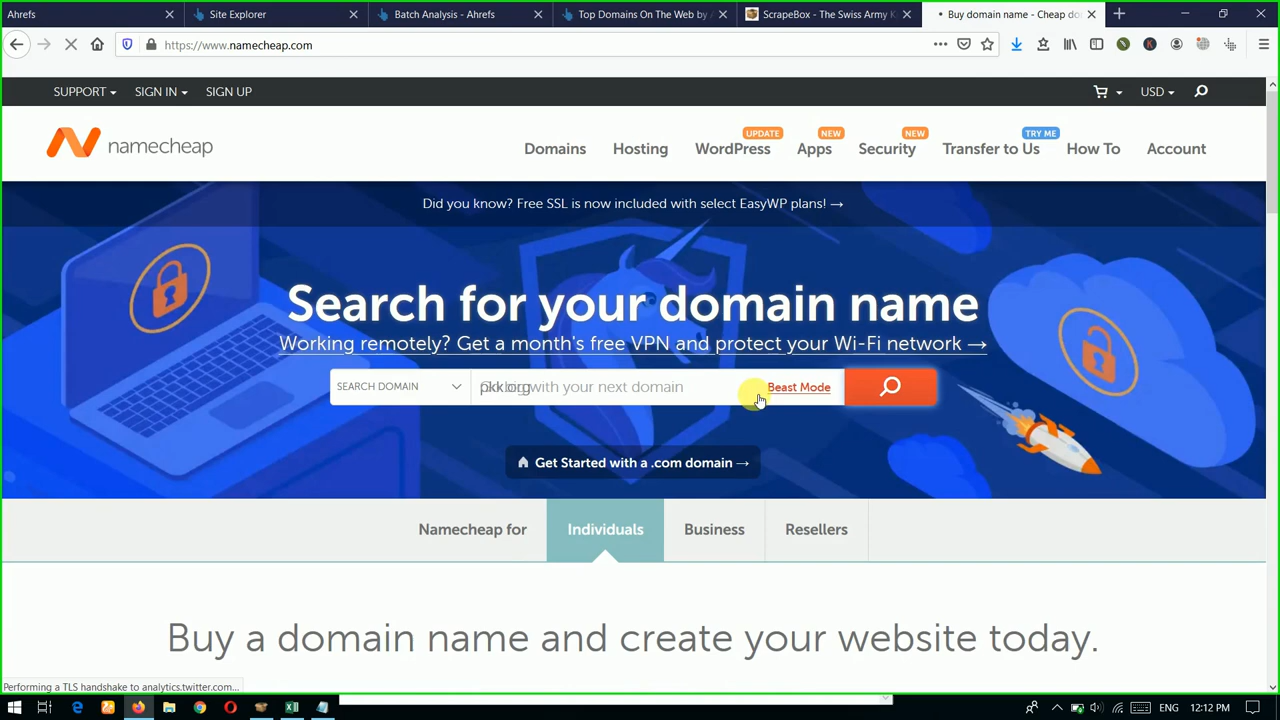 Ahrefs
Site Explorer
Batch Analysis - Ahrefs
Top Domains On The Web by A
ScrapeBox - The Swiss Army K
Buy domain name - Cheap do
https://www.namecheap.com
SUPPORT SIGN IN SIGN UP USD
UPDATE NEW NEW TRY ME
namecheap
Domains Hosting WordPress Apps Security Transfer to Us How To Account
Did you know? Free SSL is now included with select EasyWP plans! →
Search for your domain name
Working remotely? Get a month's free VPN and protect your Wi-Fi network →
SEARCH DOMAIN pkk.org with your next domain Beast Mode
Get Started with a .com domain →
Namecheap for Individuals Business Resellers
Buy a domain name and create your website today.
Performing a TLS handshake to analytics.twitter.com...
ENG 12:12 PM